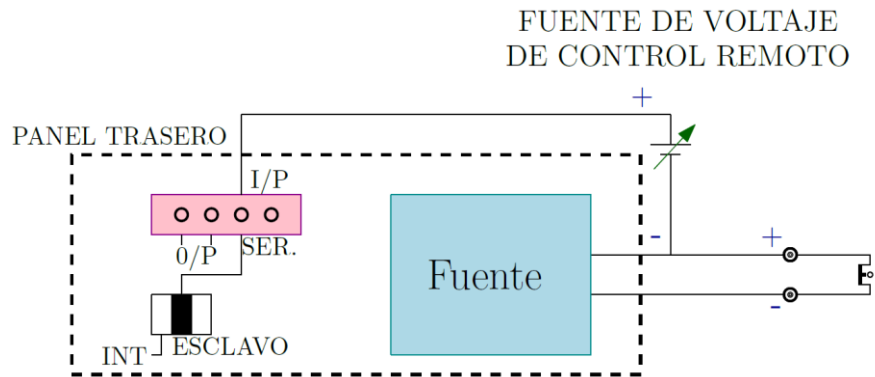 FUENTE DE VOLTAJE
DE CONTROL REMOTO
+
PANEL TRASERO
I/P
0/P
SER.
-
+
Fuente
-
INT
ESCLAVO